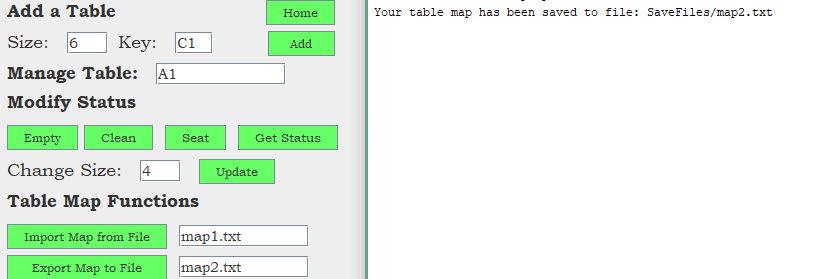 Add a Table Home
Size: 6 Key: C1 Add
Manage Table: A1
Modify Status
Empty Clean Seat Get Status
Change Size: 4 Update
Table Map Functions
Import Map from File map1.txt
Export Map to File map2.txt
Your table map has been saved to file: SaveFiles/map2.txt